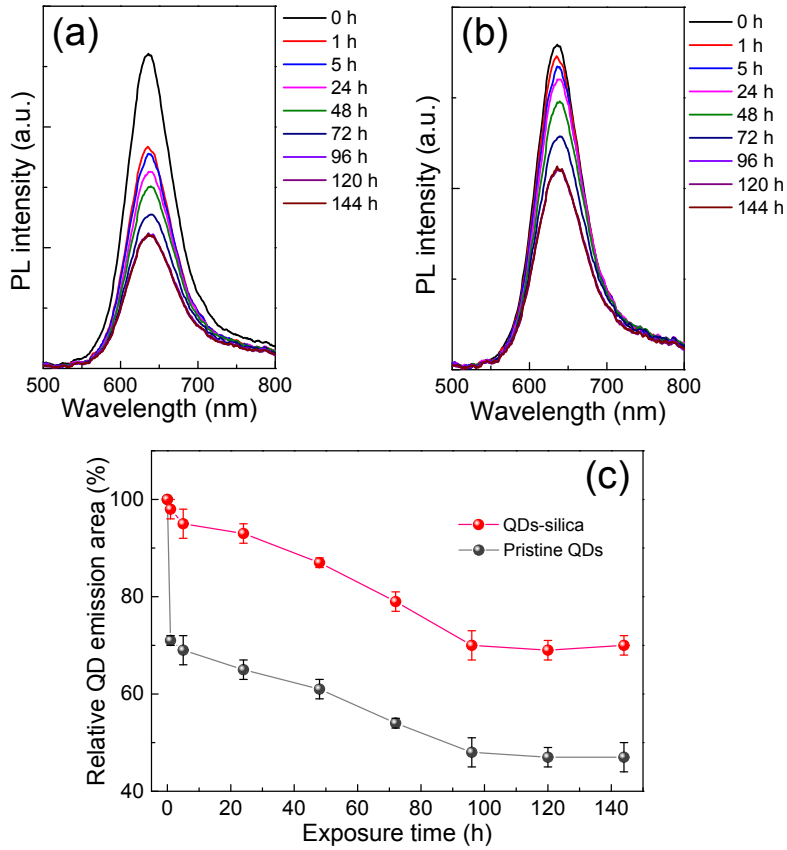 (a)
0 h
1 h
5 h
24 h
48 h
72 h
96 h
120 h
144 h
PL intensity (a.u.)
500 600 700 800
Wavelength (nm)
(b)
0 h
1 h
5 h
24 h
48 h
72 h
96 h
120 h
144 h
PL intensity (a.u.)
500 600 700 800
Wavelength (nm)
(c)
QDs-silica
Pristine QDs
Relative QD emission area (%)
100
80
60
40
0 20 40 60 80 100 120 140
Exposure time (h)